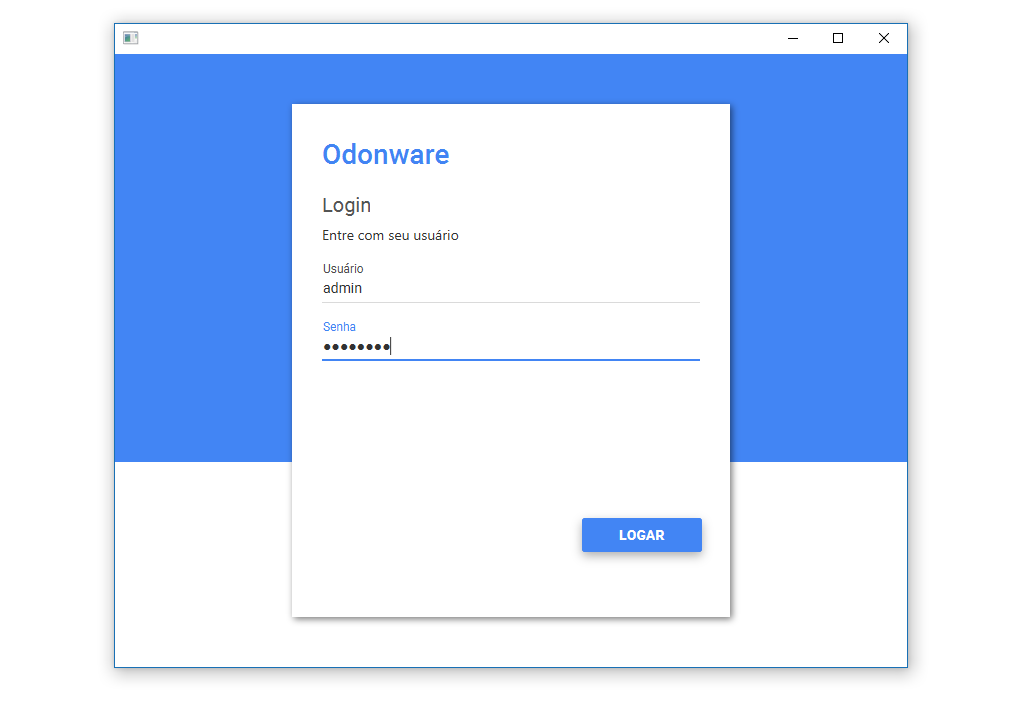 Odonware
Login
Entre com seu usuário
Usuário
admin
Senha
••••••••
LOGAR